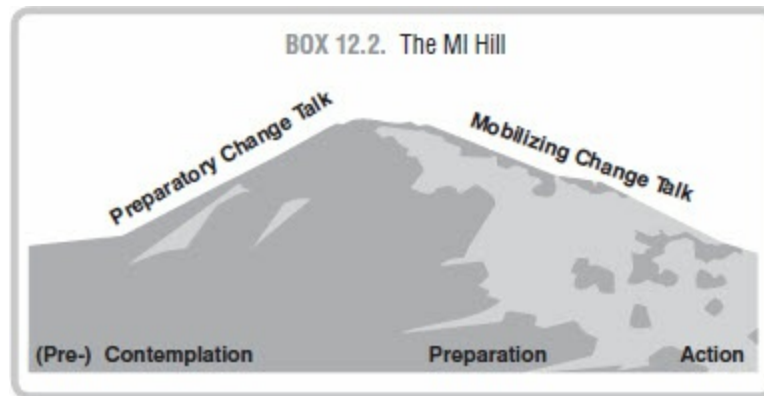 BOX 12.2. The MI Hill
Preparatory Change Talk
Mobilizing Change Talk
(Pre-) Contemplation
Preparation
Action